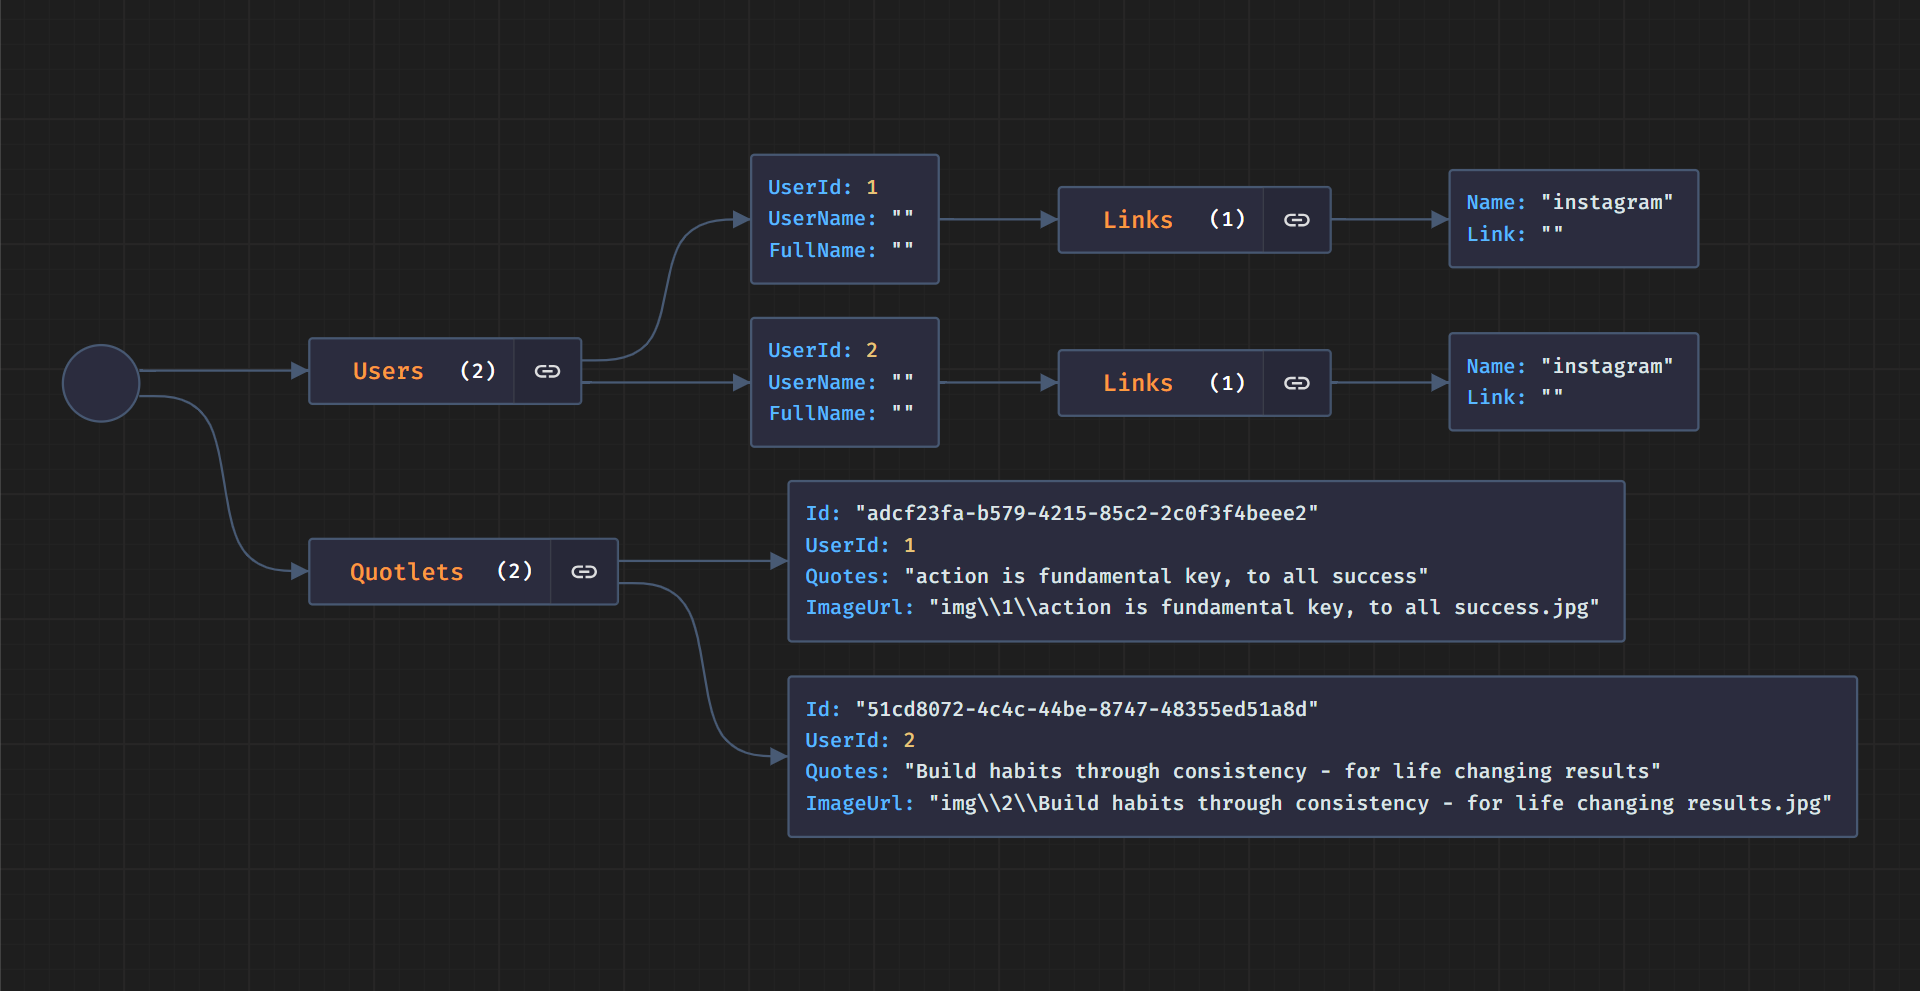 UserId: 1
UserName: ""
FullName: ""
Links (1)
Name: "instagram"
Link: ""
Users (2)
UserId: 2
UserName: ""
FullName: ""
Links (1)
Name: "instagram"
Link: ""
Quotlets (2)
Id: "adcf23fa-b579-4215-85c2-2c0f3f4beee2"
UserId: 1
Quotes: "action is fundamental key, to all success"
ImageUrl: "img\\1\\action is fundamental key, to all success.jpg"
Id: "51cd8072-4c4c-44be-8747-48355ed51a8d"
UserId: 2
Quotes: "Build habits through consistency - for life changing results"
ImageUrl: "img\\2\\Build habits through consistency - for life changing results.jpg"